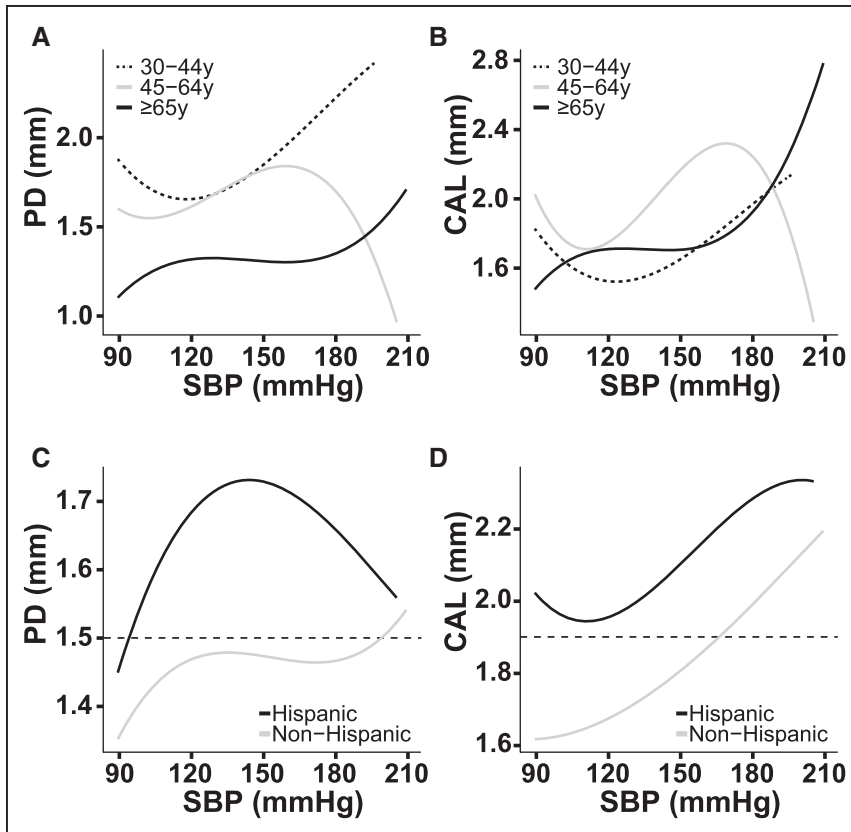 A
30−44y
45−64y
≥65y
PD (mm)
2.0
1.5
1.0
90 120 150 180 210
SBP (mmHg)
B
30−44y
45−64y
≥65y
CAL (mm)
2.8
2.4
2.0
1.6
90 120 150 180 210
SBP (mmHg)
C
PD (mm)
1.7
1.6
1.5
1.4
Hispanic
Non−Hispanic
90 120 150 180 210
SBP (mmHg)
D
CAL (mm)
2.2
2.0
1.8
1.6
Hispanic
Non−Hispanic
90 120 150 180 210
SBP (mmHg)